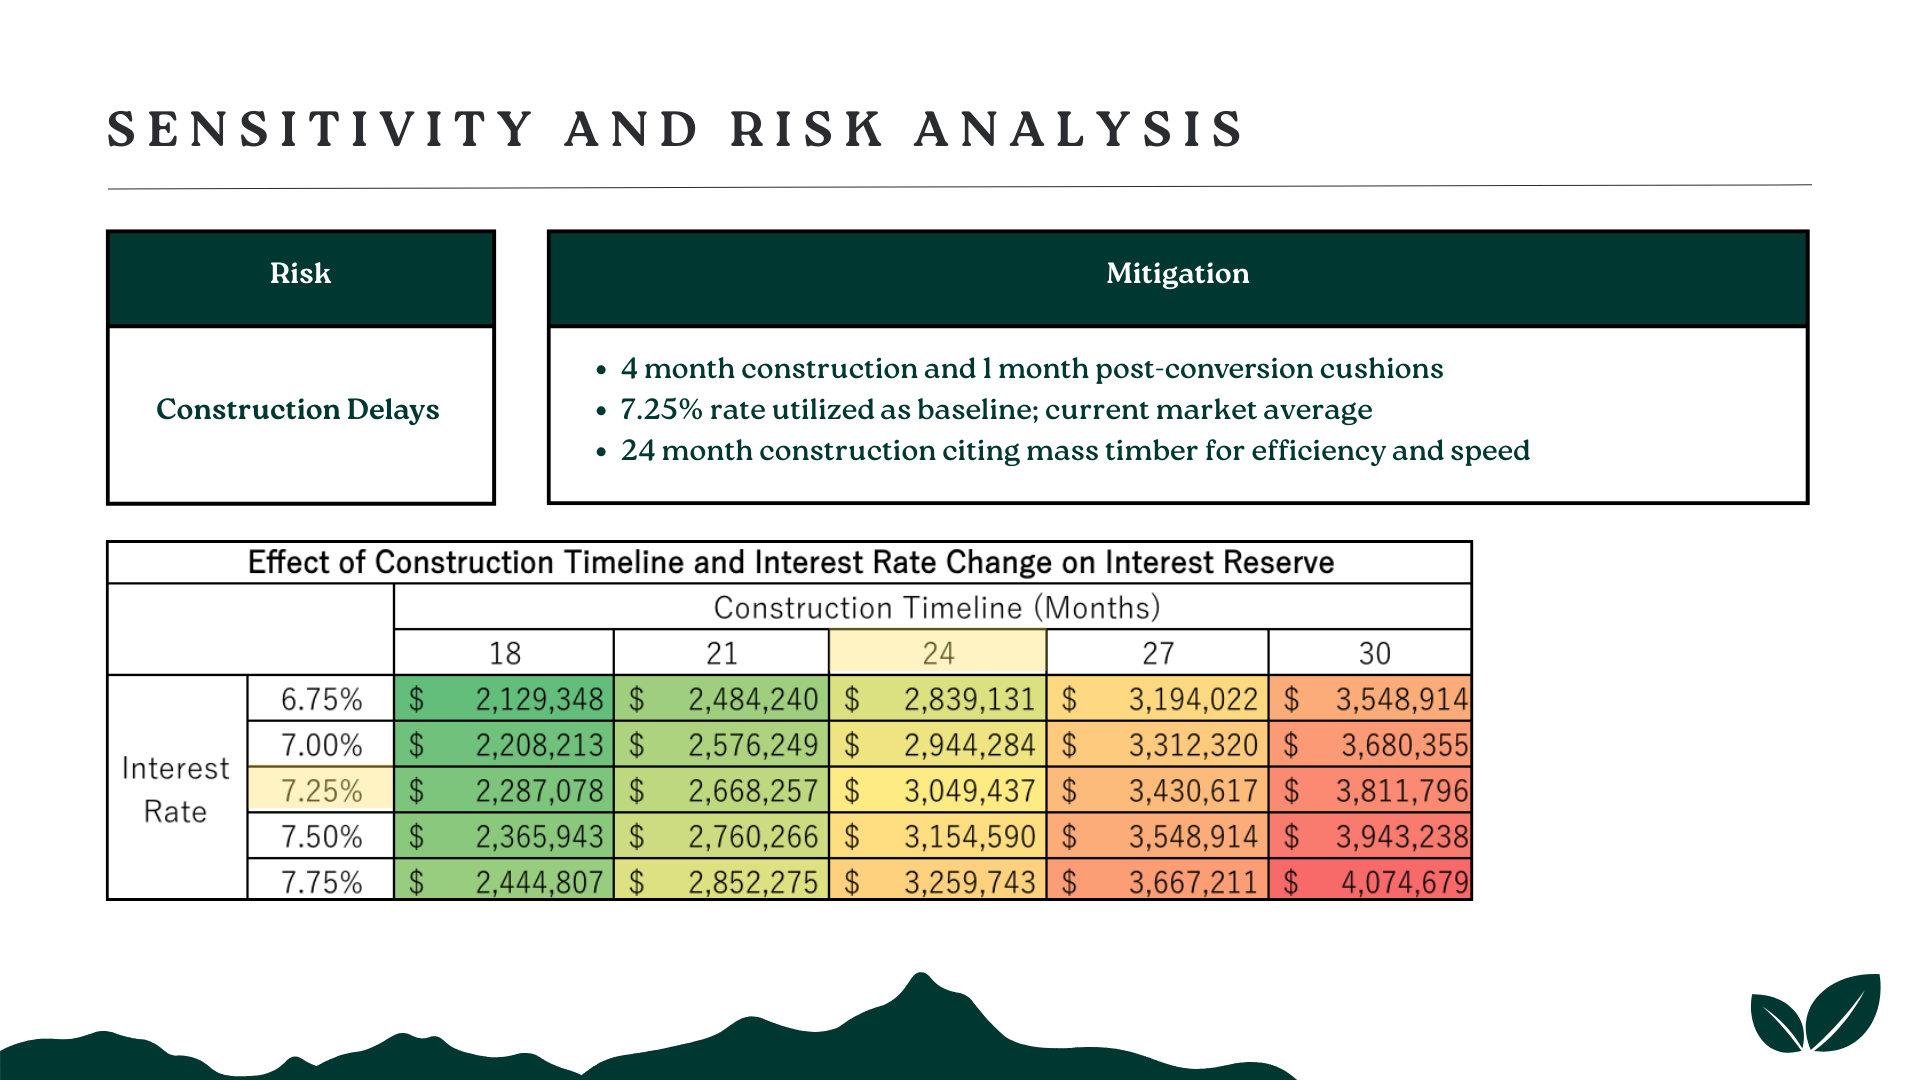 SENSITIVITY AND RISK ANALYSIS
Risk
Mitigation
Construction Delays
4 month construction and 1 month post-conversion cushions
7.25% rate utilized as baseline; current market average
24 month construction citing mass timber for efficiency and speed
Effect of Construction Timeline and Interest Rate Change on Interest Reserve
Construction Timeline (Months)
18 21 24 27 30
Interest Rate
6.75% $ 2,129,348 $ 2,484,240 $ 2,839,131 $ 3,194,022 $ 3,548,914
7.00% $ 2,208,213 $ 2,576,249 $ 2,944,284 $ 3,312,320 $ 3,680,355
7.25% $ 2,287,078 $ 2,668,257 $ 3,049,437 $ 3,430,617 $ 3,811,796
7.50% $ 2,365,943 $ 2,760,266 $ 3,154,590 $ 3,548,914 $ 3,943,238
7.75% $ 2,444,807 $ 2,852,275 $ 3,259,743 $ 3,667,211 $ 4,074,679